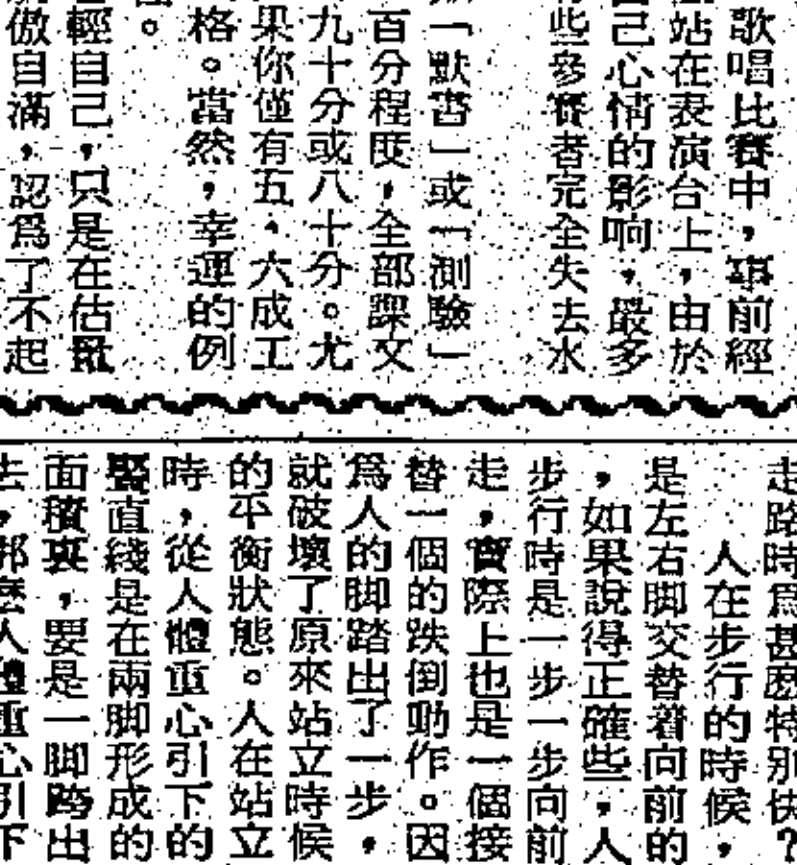 歌唱比賽中，事前經
站在表演台上，由於
自己心情的影响，最多
些參賽者完全失去水
「默書」或「測驗」
百分程度，全部課文
九十分或八十分。尤
果你僅有五、六成工
格。當然，幸運的例
。
輕自己，只是在估量
傲自滿，認爲了不起
走路時爲甚麽特別快？
人在步行的時候，
是左右脚交替着向前的
，如果說得正確些，人
步行時是一步一步向前
走，實際上也是一個接
替一個的跌倒動作。因
爲人的脚踏出了一步，
就破壞了原來站立時候
的平衡狀態。人在站立
時，從人體重心引下的
豎直綫是在兩脚形成的
面積裏，要是一脚跨出
去，那麽人體重心引下